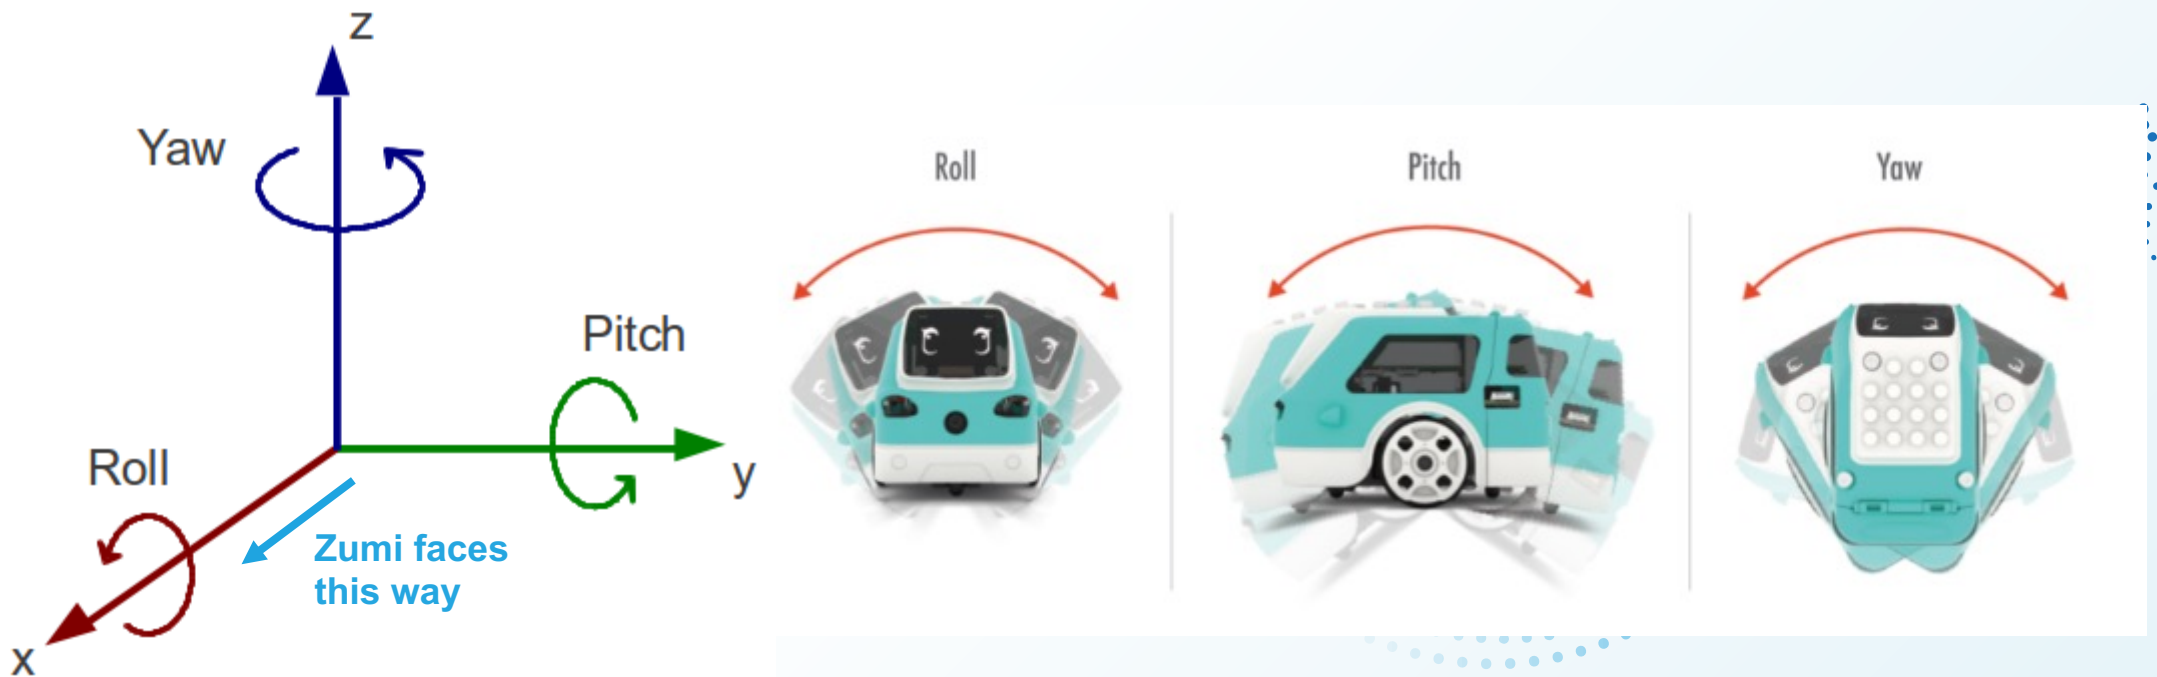 z
Yaw
Pitch
y
Roll
Zumi faces
this way
x
Roll
Pitch
Yaw